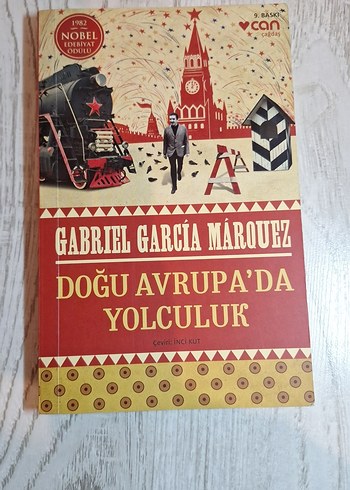 1982
NOBEL
EDEBİYAT
ÖDÜLÜ
9. BASKI
can
çağdaş
GABRIEL GARCÍA MÁRQUEZ
DOĞU AVRUPA'DA
YOLCULUK
Çeviri: İNCİ KUT